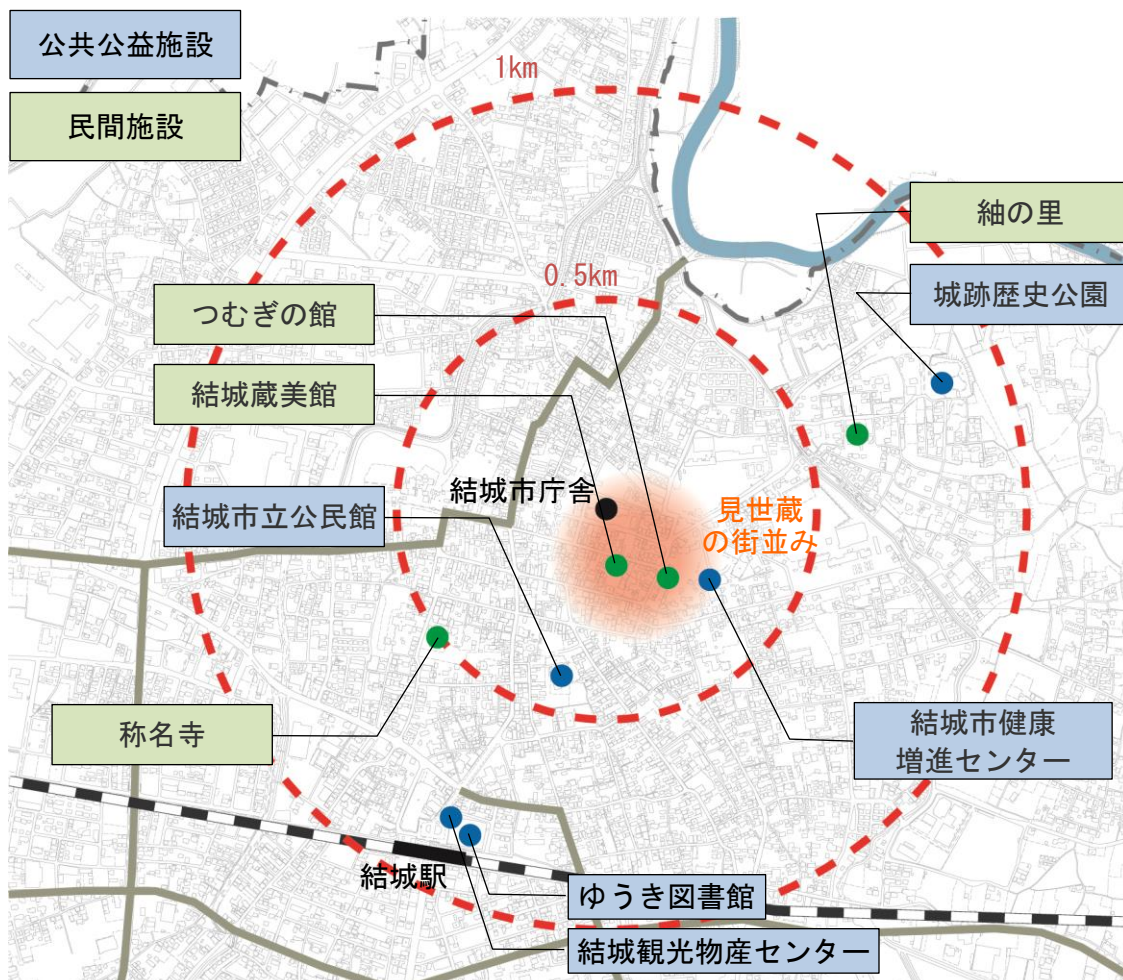 公共公益施設
民間施設
1km
紬の里
城跡歴史公園
0.5km
つむぎの館
結城蔵美館
結城市庁舎
結城市立公民館
見世蔵
の街並み
称名寺
結城市健康
増進センター
結城駅
ゆうき図書館
結城観光物産センター